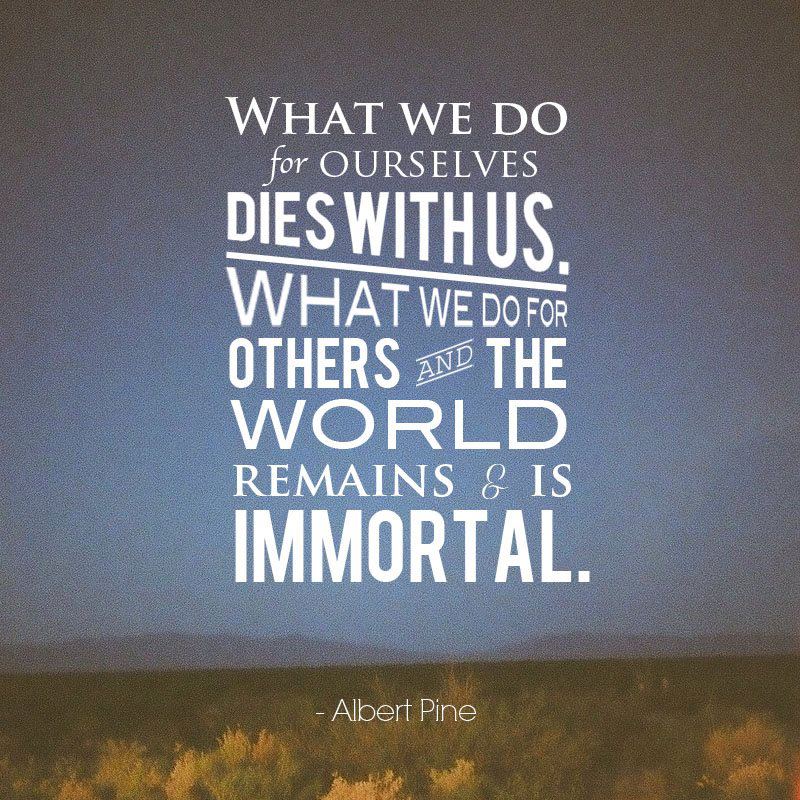 WHAT WE DO
for OURSELVES
DIES WITH US.
WHAT WE DO FOR
OTHERS AND THE
WORLD
REMAINS & IS
IMMORTAL.
- Albert Pine